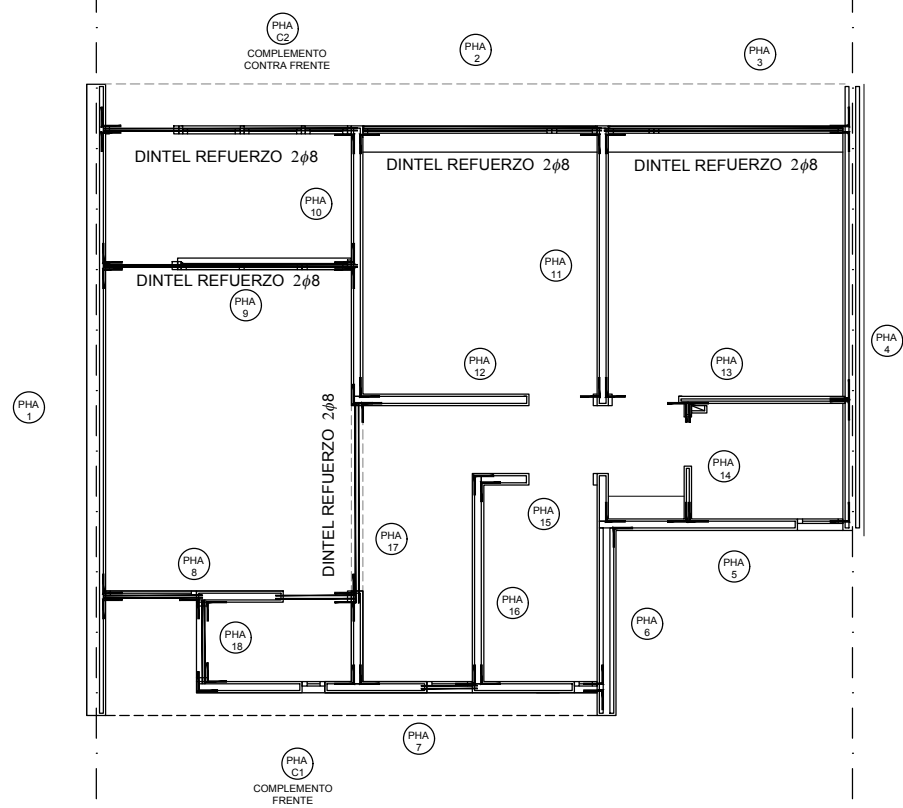 PHA
C2
COMPLEMENTO
CONTRA FRENTE
PHA
2
PHA
3
DINTEL REFUERZO 2ϕ8
DINTEL REFUERZO 2ϕ8
DINTEL REFUERZO 2ϕ8
PHA
10
PHA
11
DINTEL REFUERZO 2ϕ8
PHA
9
PHA
4
PHA
12
PHA
13
PHA
1
DINTEL REFUERZO 2ϕ8
PHA
14
PHA
15
PHA
17
PHA
8
PHA
5
PHA
16
PHA
6
PHA
18
PHA
7
PHA
C1
COMPLEMENTO
FRENTE